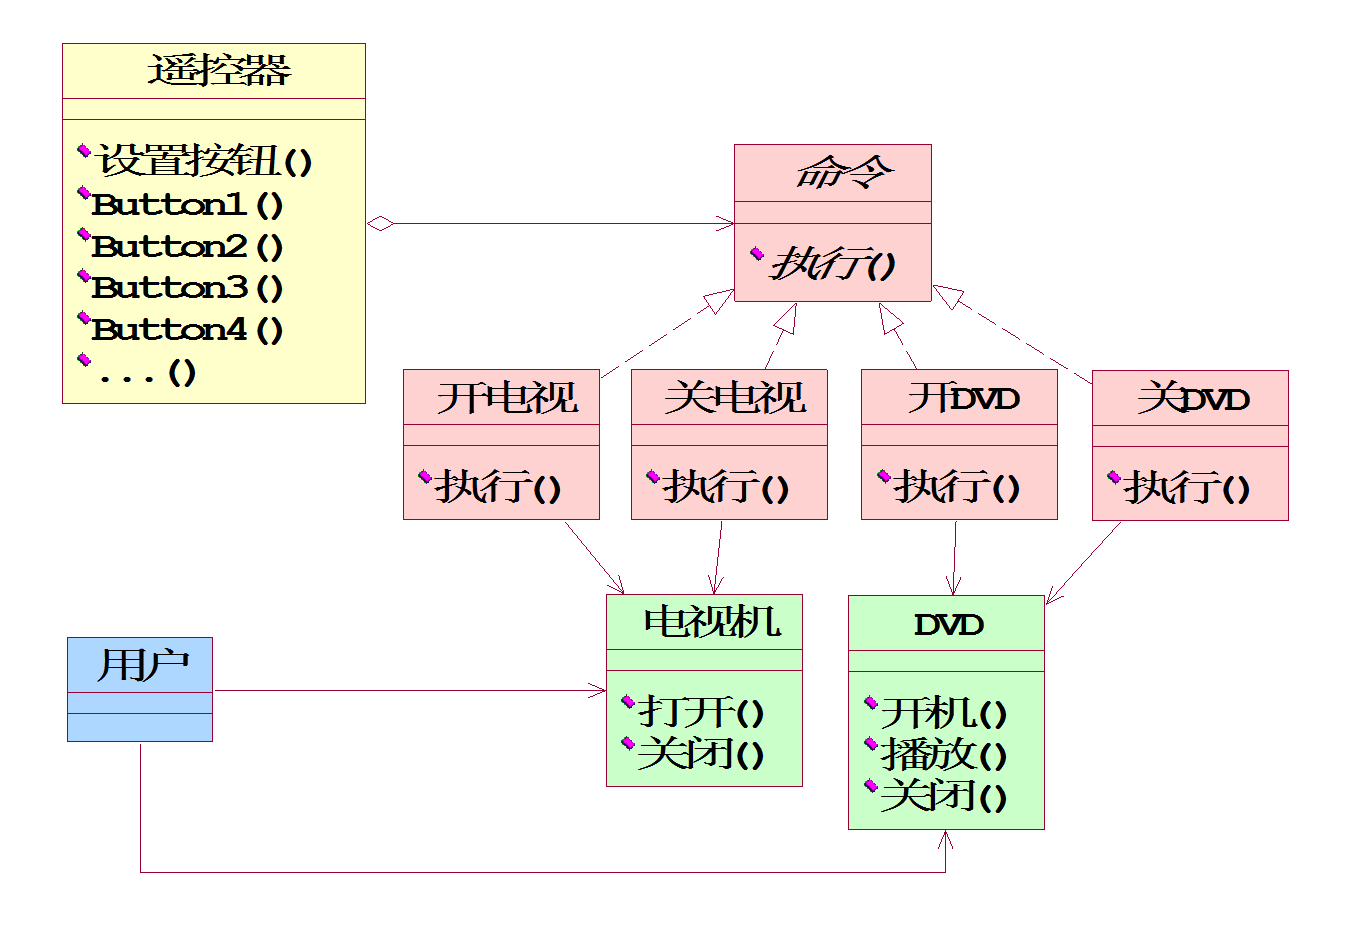 遥控器
设置按钮()
Button1()
Button2()
Button3()
Button4()
...()
命令
执行()
开电视
执行()
关电视
执行()
开DVD
执行()
关DVD
执行()
电视机
打开()
关闭()
DVD
开机()
播放()
关闭()
用户